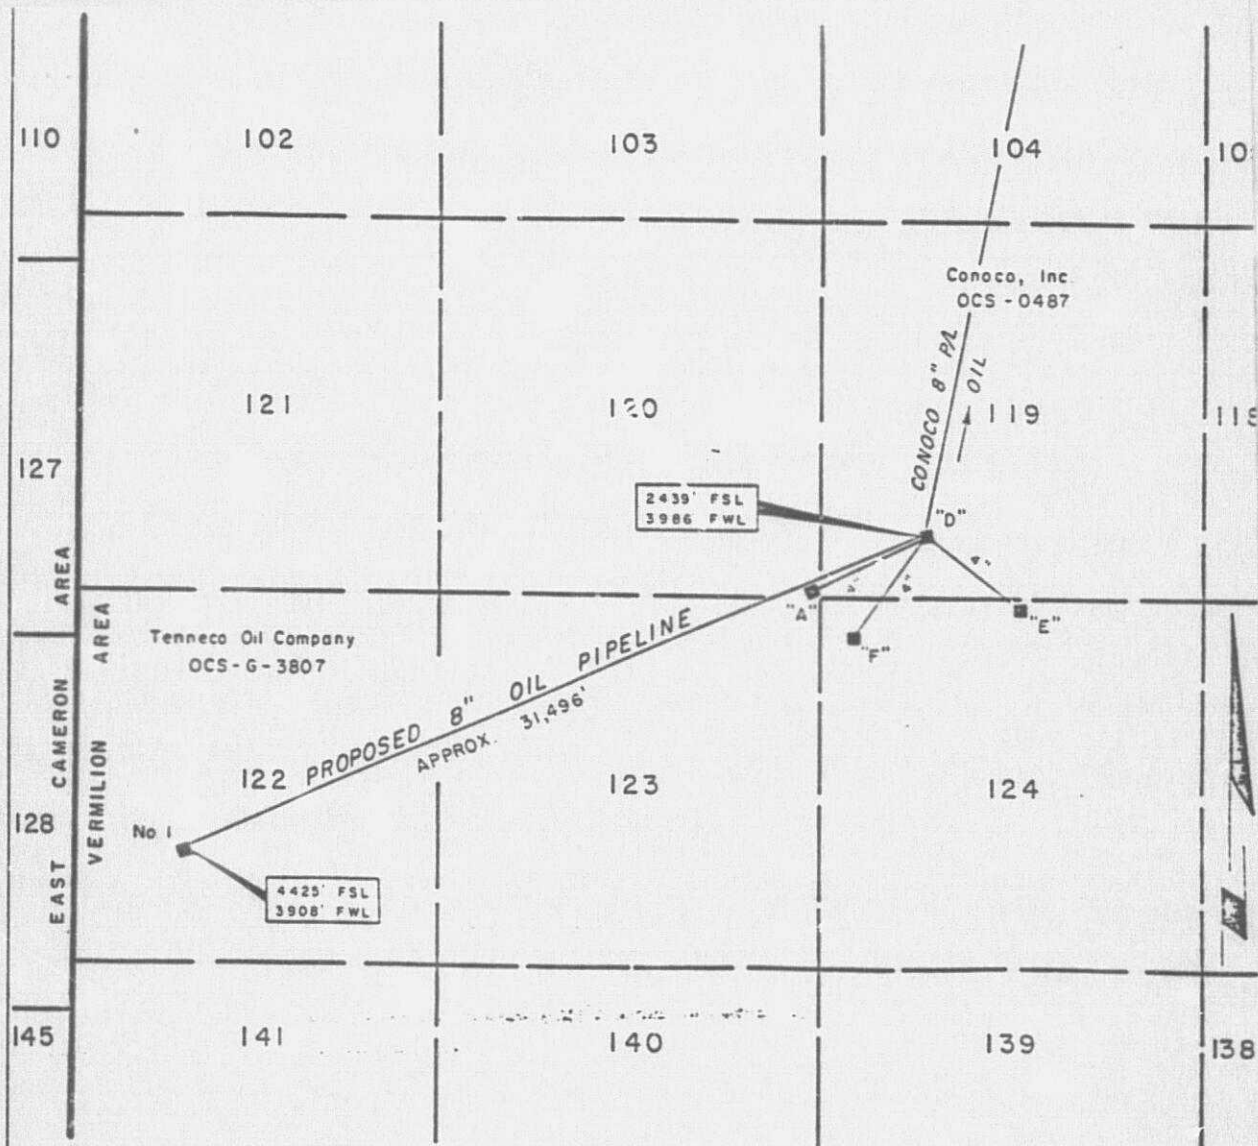 110
102
103
104
Conoco, Inc.
OCS - 0487
CONOCO 8" P/L
OIL
121
120
119
127
2439' FSL
3986 FWL
"D"
4"
4"
"A"
"E"
"F"
EAST CAMERON AREA
VERMILION AREA
Tenneco Oil Company
OCS - G - 3807
PROPOSED 8" OIL PIPELINE
APPROX. 31,496'
122
123
124
128
No 1
4425' FSL
3908' FWL
145
141
140
139
138